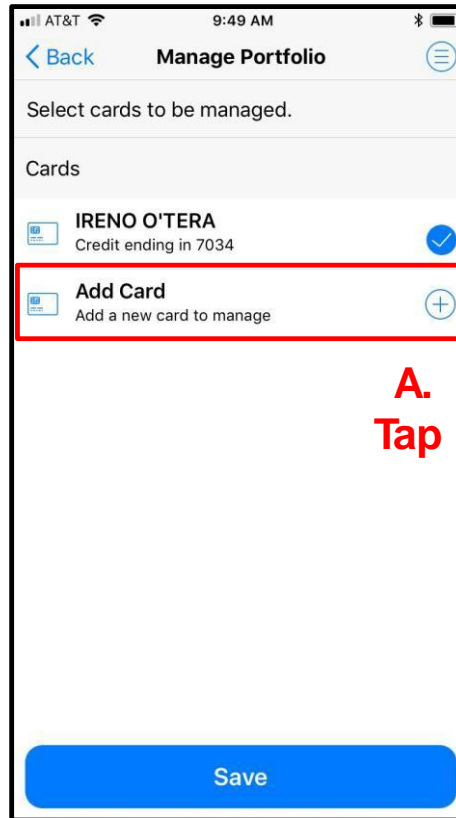 AT&T 9:49 AM
Back Manage Portfolio
Select cards to be managed.
Cards
IRENO O'TERA
Credit ending in 7034
Add Card
Add a new card to manage
A.
Tap
Save